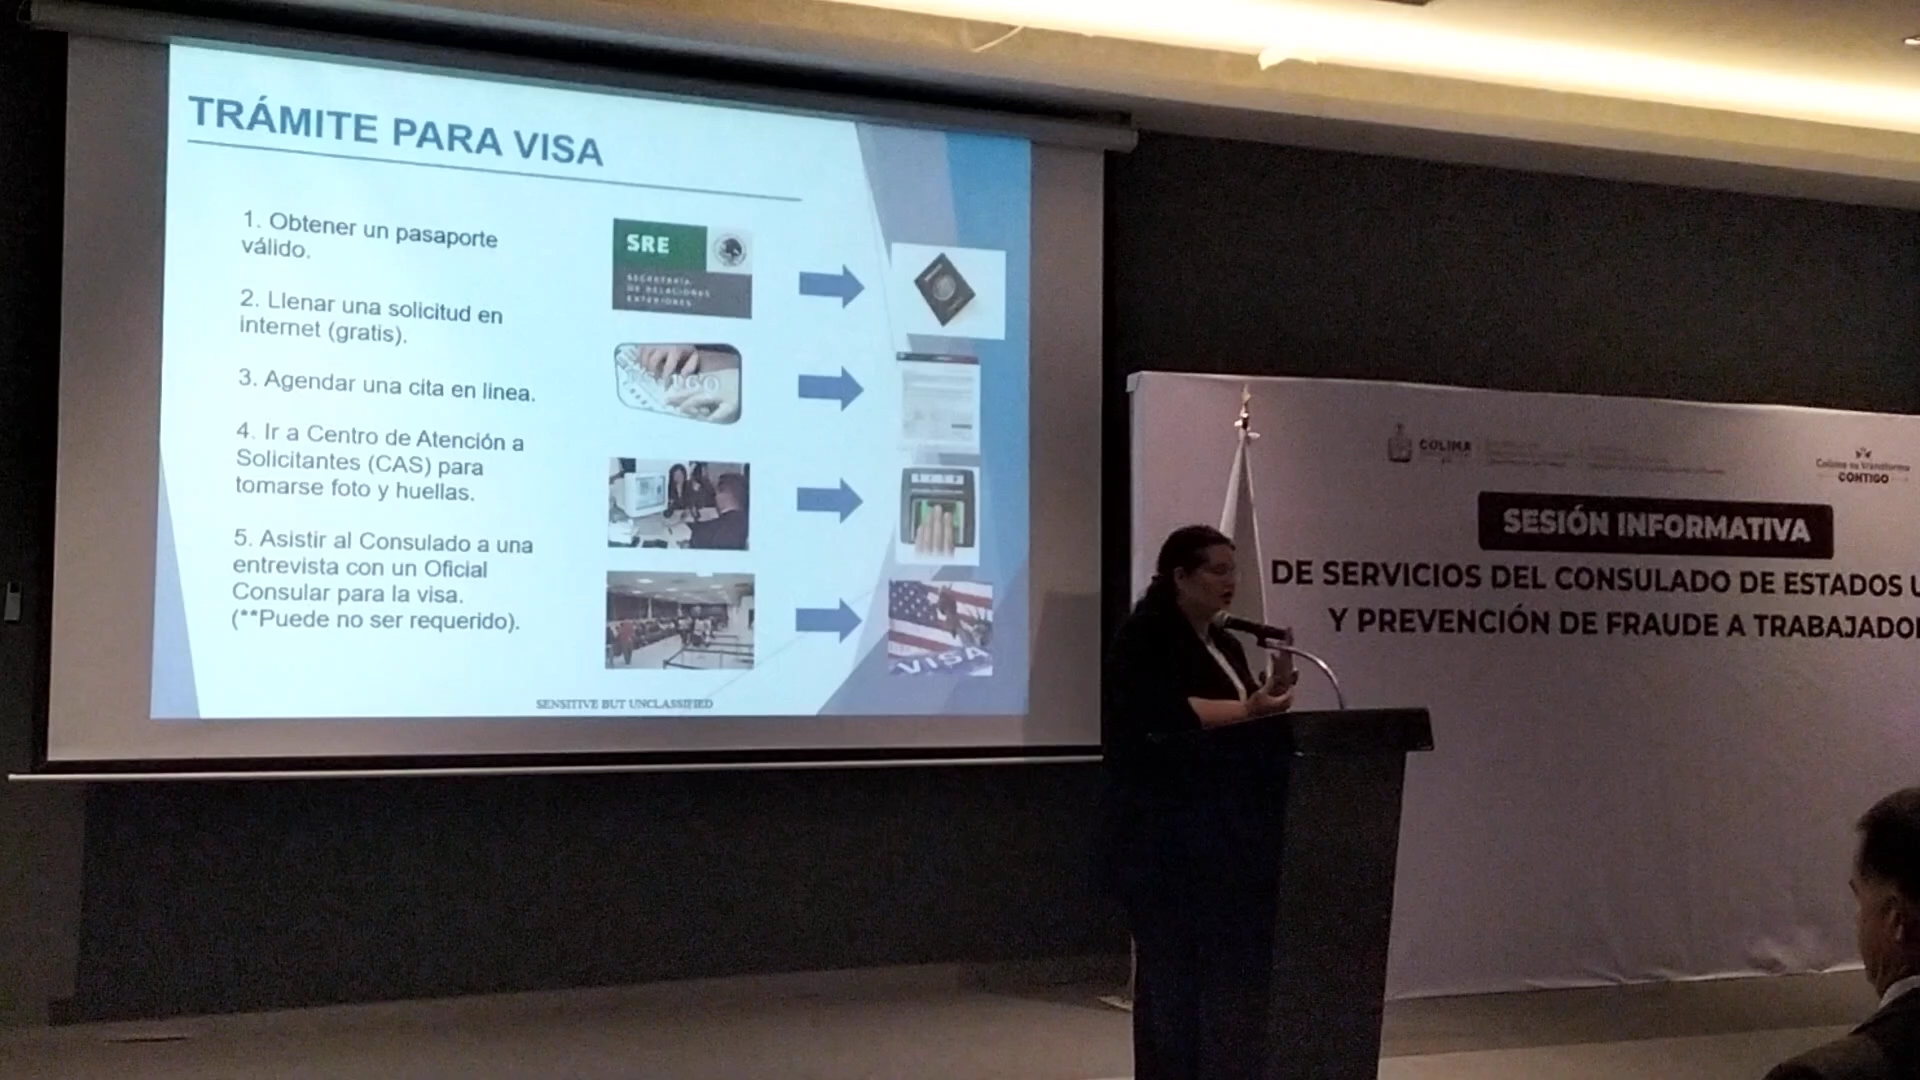 TRÁMITE PARA VISA
1. Obtener un pasaporte
válido.
2. Llenar una solicitud en
internet (gratis).
3. Agendar una cita en linea.
4. Ir a Centro de Atención a
Solicitantes (CAS) para
tomarse foto y huellas.
5. Asistir al Consulado a una
entrevista con un Oficial
Consular para la visa.
(**Puede no ser requerido).
SRE
SECRETARÍA
DE RELACIONES
EXTERIORES
VISA
SENSITIVE BUT UNCLASSIFIED
COLIMA
Colima se transforma
CONTIGO
SESIÓN INFORMATIVA
DE SERVICIOS DEL CONSULADO DE ESTADOS U
Y PREVENCIÓN DE FRAUDE A TRABAJADO